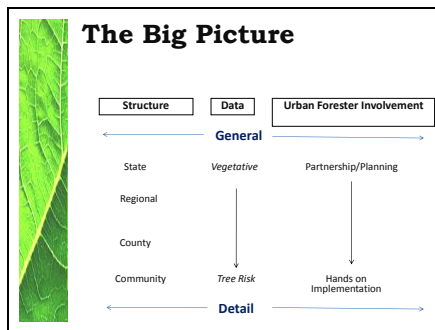 The Big Picture
Structure
Data
Urban Forester Involvement
General
State
Vegetative
Partnership/Planning
Regional
County
Community
Tree Risk
Hands on
Implementation
Detail